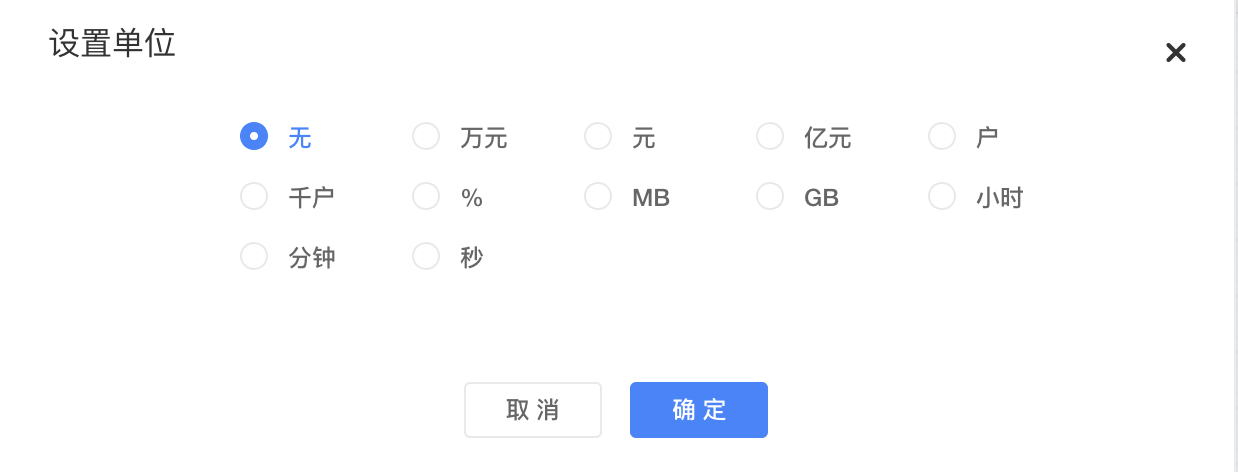 设置单位
无 万元 元 亿元 户
千户 % MB GB 小时
分钟 秒
取 消 确 定